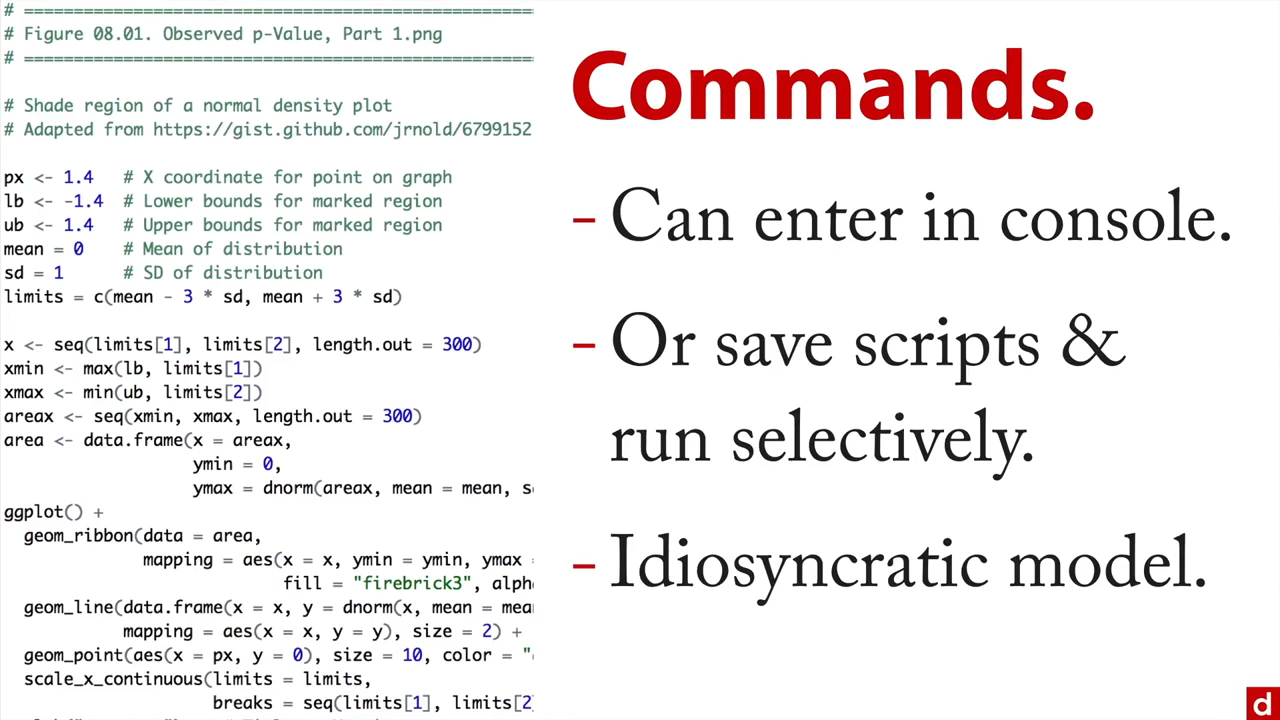 # ====================================================
# Figure 08.01. Observed p-Value, Part 1.png
# ====================================================
# Shade region of a normal density plot
# Adapted from https://gist.github.com/jrnold/6799152
px <- 1.4   # X coordinate for point on graph
lb <- -1.4  # Lower bounds for marked region
ub <- 1.4   # Upper bounds for marked region
mean = 0    # Mean of distribution
sd = 1      # SD of distribution
limits = c(mean - 3 * sd, mean + 3 * sd)
x <- seq(limits[1], limits[2], length.out = 300)
xmin <- max(lb, limits[1])
xmax <- min(ub, limits[2])
areax <- seq(xmin, xmax, length.out = 300)
area <- data.frame(x = areax,
ymin = 0,
ymax = dnorm(areax, mean = mean, s
ggplot() +
geom_ribbon(data = area,
mapping = aes(x = x, ymin = ymin, ymax =
fill = "firebrick3", alph
geom_line(data.frame(x = x, y = dnorm(x, mean = mea
mapping = aes(x = x, y = y), size = 2) +
geom_point(aes(x = px, y = 0), size = 10, color = "
scale_x_continuous(limits = limits,
breaks = seq(limits[1], limits[2]
Commands.
– Can enter in console.
– Or save scripts &
run selectively.
– Idiosyncratic model.
d